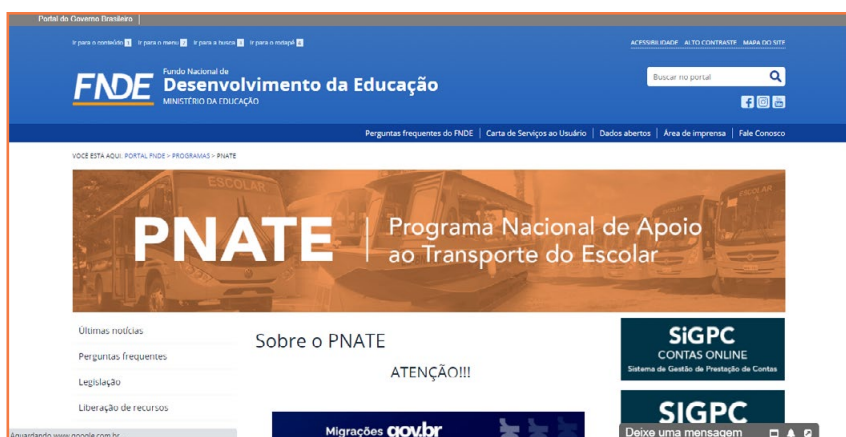 Portal do Governo Brasileiro
Ir para o conteúdo 1 Ir para o menu 2 Ir para a busca 3 Ir para o rodapé 4
ACESSIBILIDADE ALTO CONTRASTE MAPA DO SITE
FNDE
Fundo Nacional de
Desenvolvimento da Educação
MINISTÉRIO DA EDUCAÇÃO
Buscar no portal
Perguntas frequentes do FNDE | Carta de Serviços ao Usuário | Dados abertos | Área de imprensa | Fale Conosco
VOCÊ ESTÁ AQUI: PORTAL FNDE > PROGRAMAS > PNATE
ESCOLAR
ESCOLAR
PNATE
Programa Nacional de Apoio
ao Transporte do Escolar
Últimas notícias
Perguntas frequentes
Legislação
Liberação de recursos
Sobre o PNATE
ATENÇÃO!!!
Migrações gov.br
SiGPC
CONTAS ONLINE
Sistema de Gestão de Prestação de Contas
SIGPC
Deixe uma mensagem
Aguardando www.google.com.br